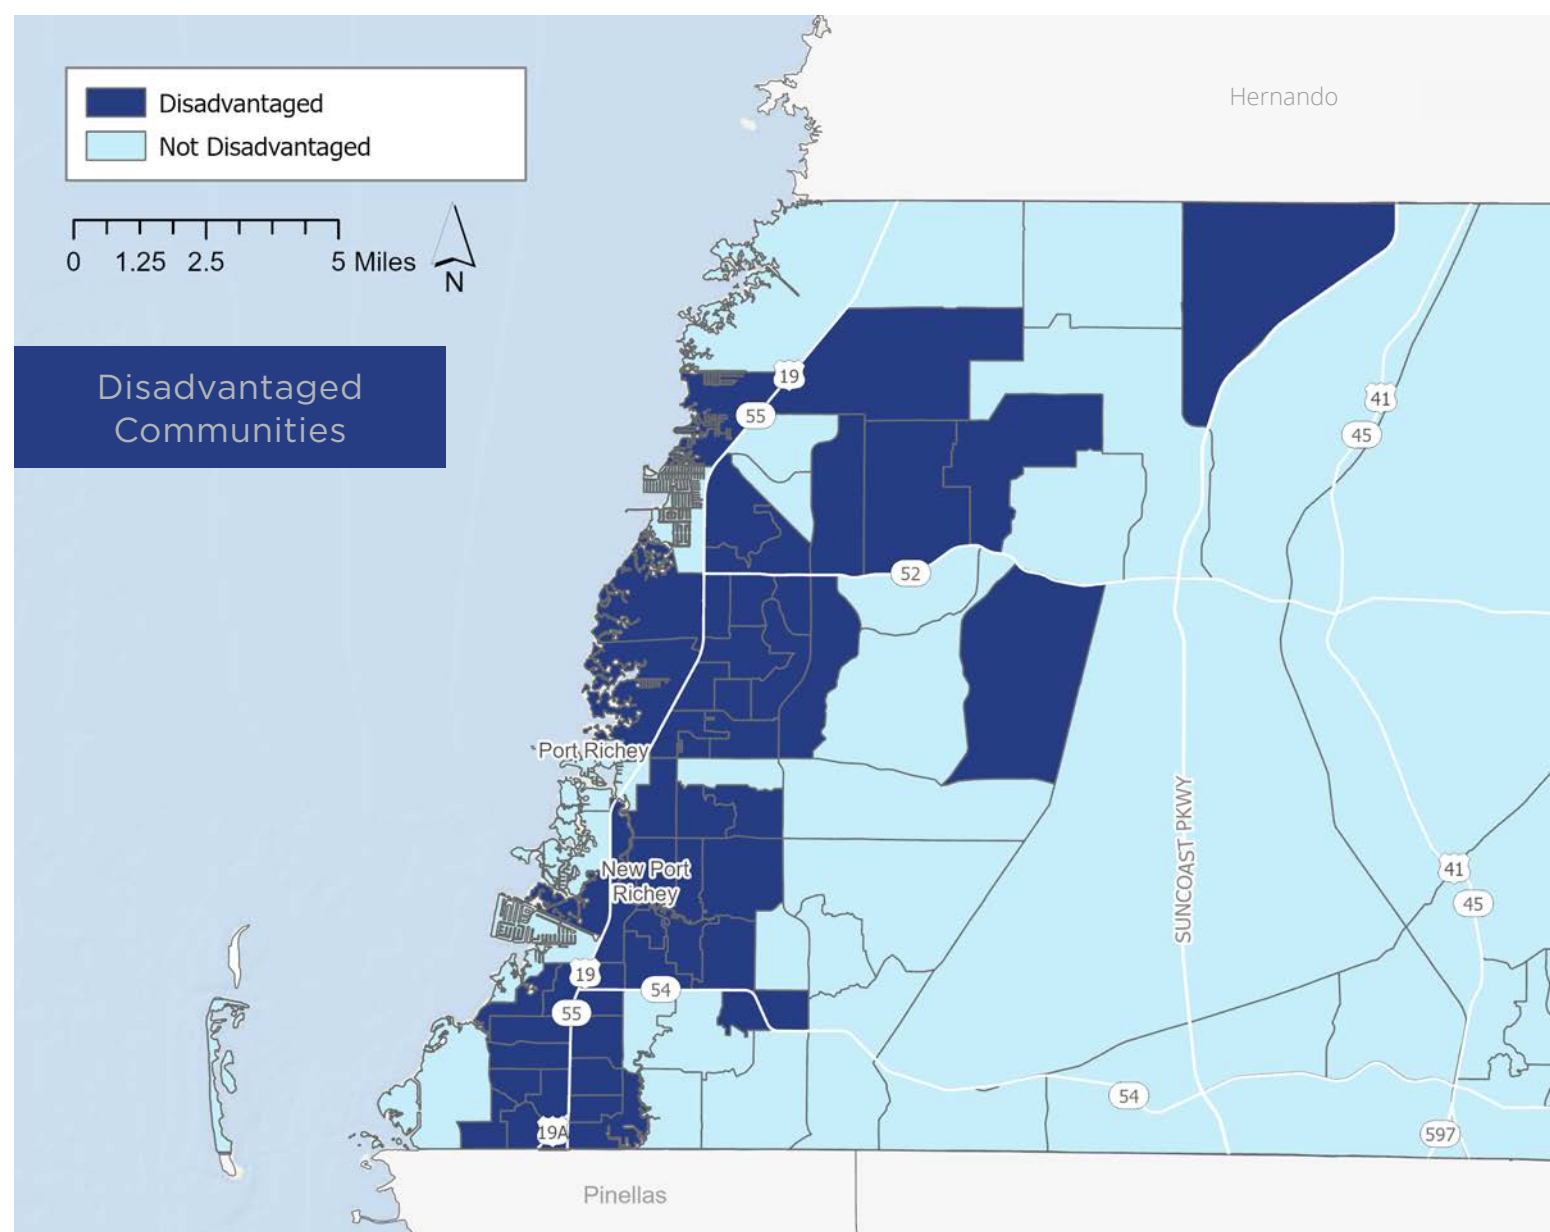 Disadvantaged
Not Disadvantaged
0 1.25 2.5 5 Miles
N
Disadvantaged
Communities
Hernando
19
55
41
45
52
Port Richey
SUNCOAST PKWY
New Port
Richey
41
45
19
54
55
54
19A
597
Pinellas